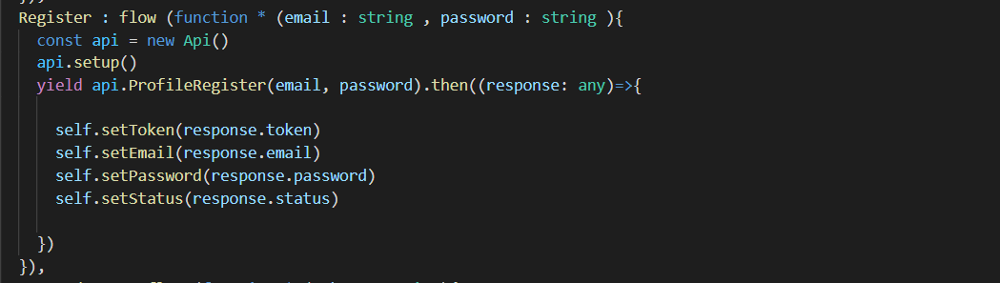 }),
Register : flow (function * (email : string , password : string ){
const api = new Api()
api.setup()
yield api.ProfileRegister(email, password).then((response: any)=>{
self.setToken(response.token)
self.setEmail(response.email)
self.setPassword(response.password)
self.setStatus(response.status)
})
}),